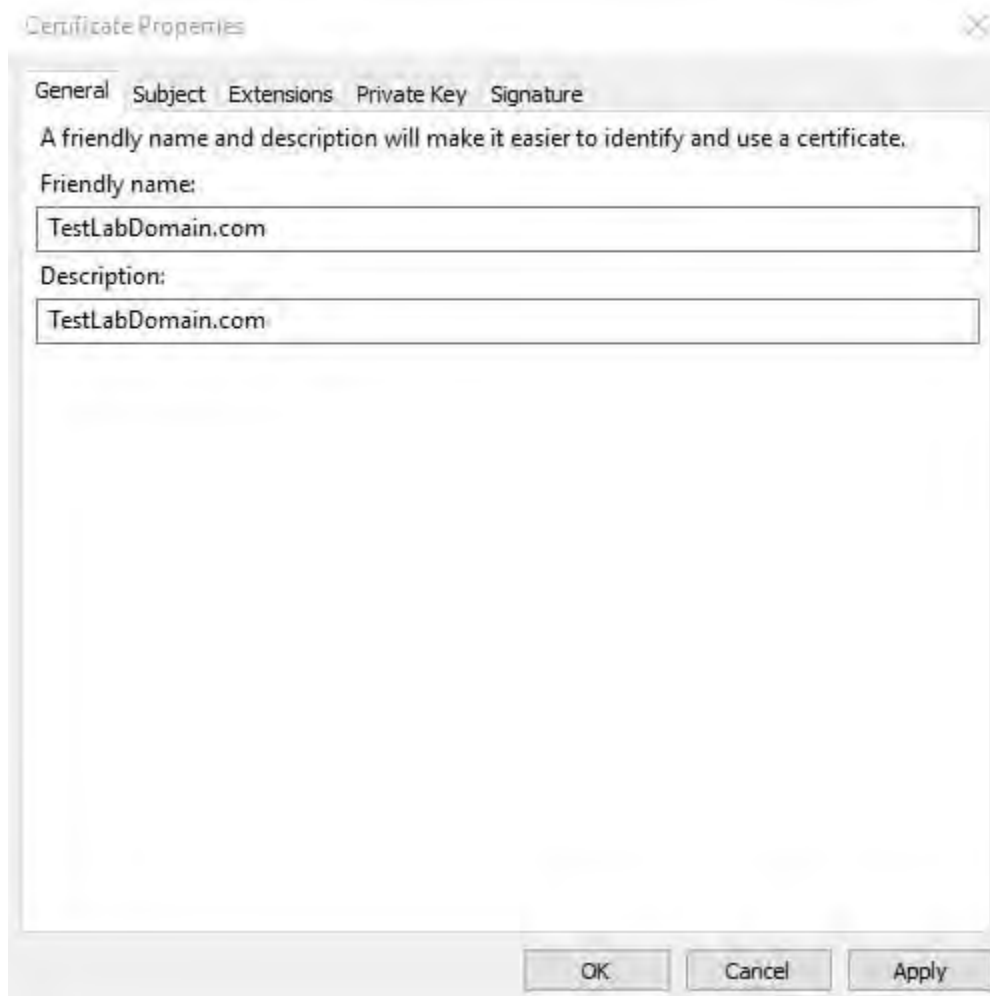 Certificate Properties
General Subject Extensions Private Key Signature
A friendly name and description will make it easier to identify and use a certificate.
Friendly name:
TestLabDomain.com
Description:
TestLabDomain.com
OK Cancel Apply